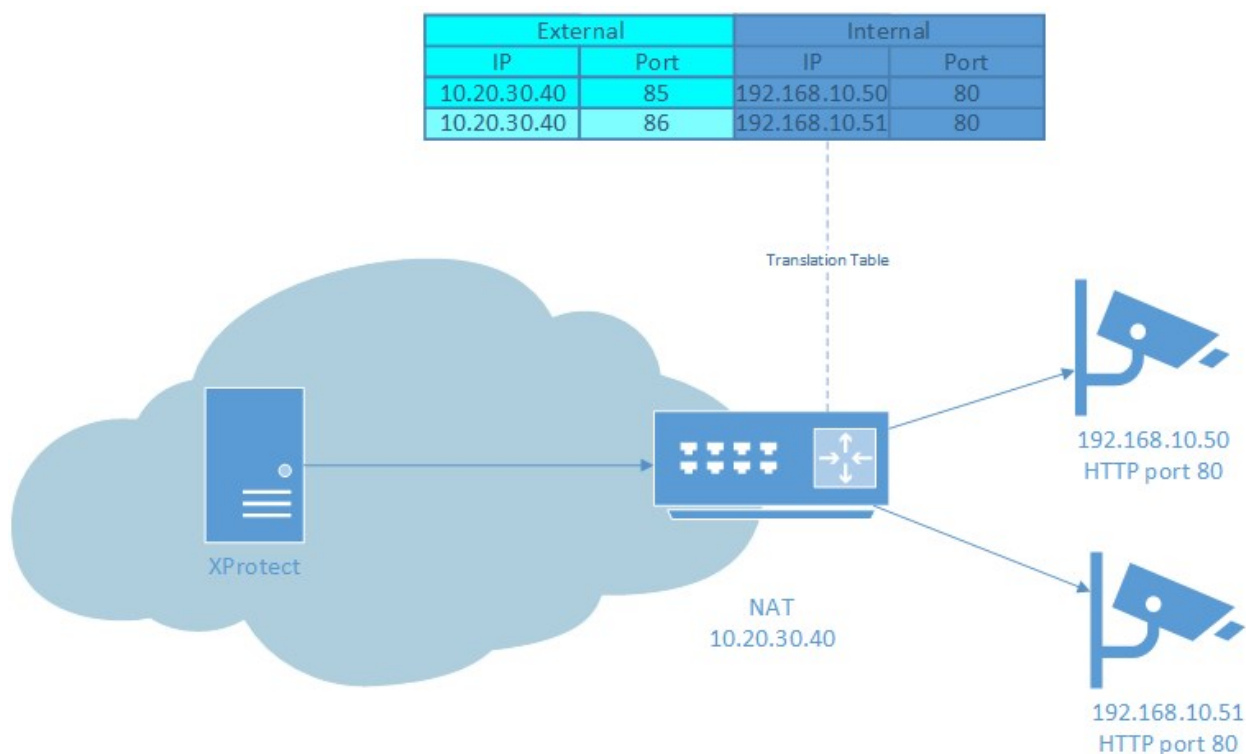 External Internal
IP Port IP Port
10.20.30.40 85 192.168.10.50 80
10.20.30.40 86 192.168.10.51 80
Translation Table
192.168.10.50
HTTP port 80
XProtect
NAT
10.20.30.40
192.168.10.51
HTTP port 80